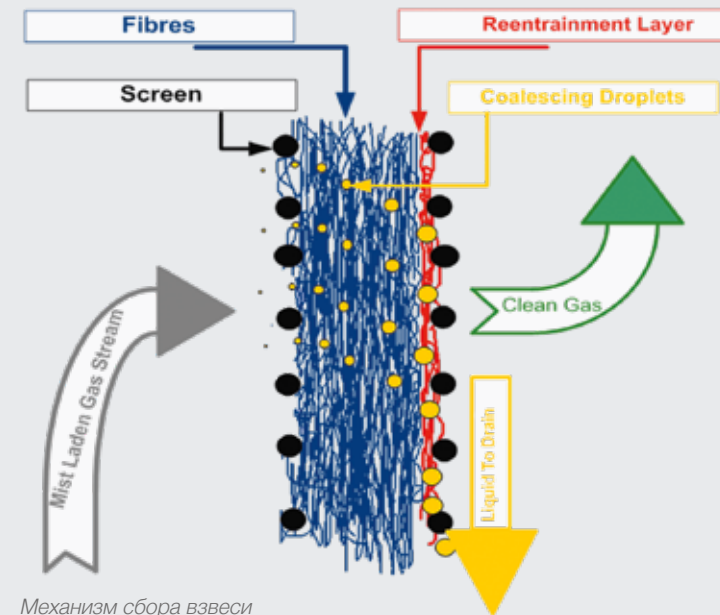 Fibres
Reentrainment Layer
Screen
Coalescing Droplets
Mist Laden Gas Stream
Clean Gas
Liquid To Drain
Механизм сбора взвеси